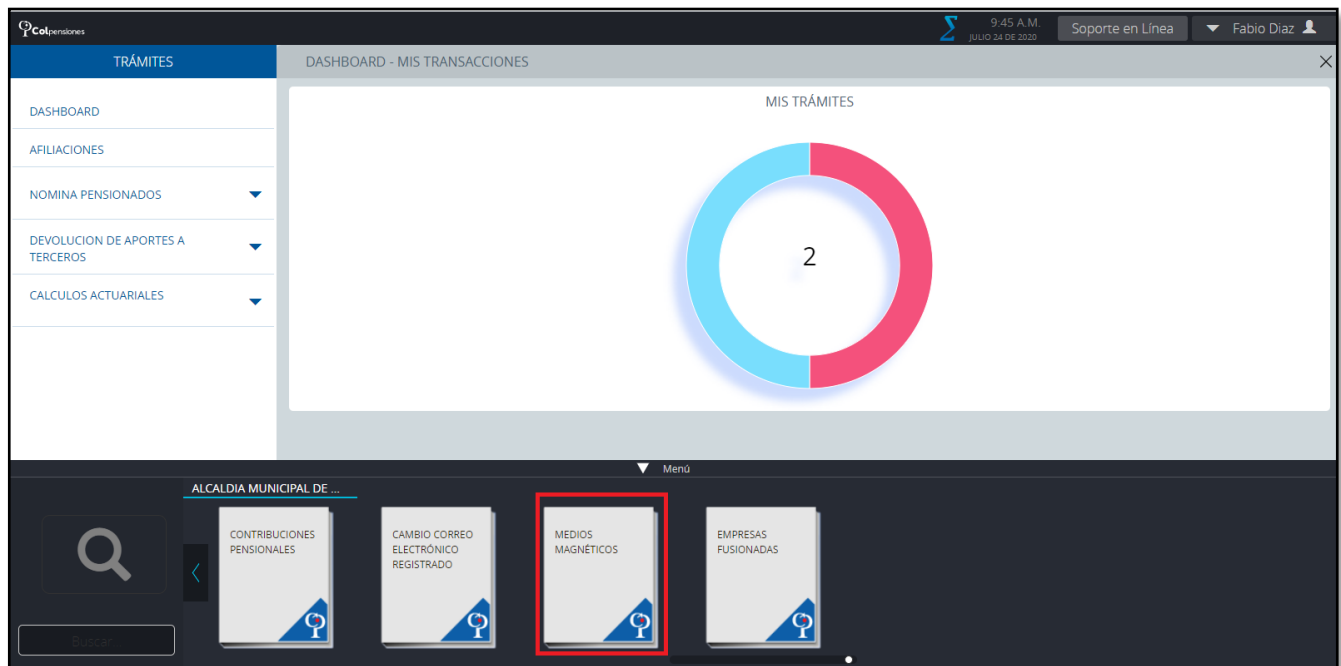 Colpensiones
9:45 A.M.
JULIO 24 DE 2020
Soporte en Línea
Fabio Diaz
TRÁMITES
DASHBOARD - MIS TRANSACCIONES
DASHBOARD
AFILIACIONES
NOMINA PENSIONADOS
DEVOLUCION DE APORTES A
TERCEROS
CALCULOS ACTUARIALES
MIS TRÁMITES
2
Menú
ALCALDIA MUNICIPAL DE ...
CONTRIBUCIONES
PENSIONALES
CAMBIO CORREO
ELECTRÓNICO
REGISTRADO
MEDIOS
MAGNÉTICOS
EMPRESAS
FUSIONADAS
Buscar